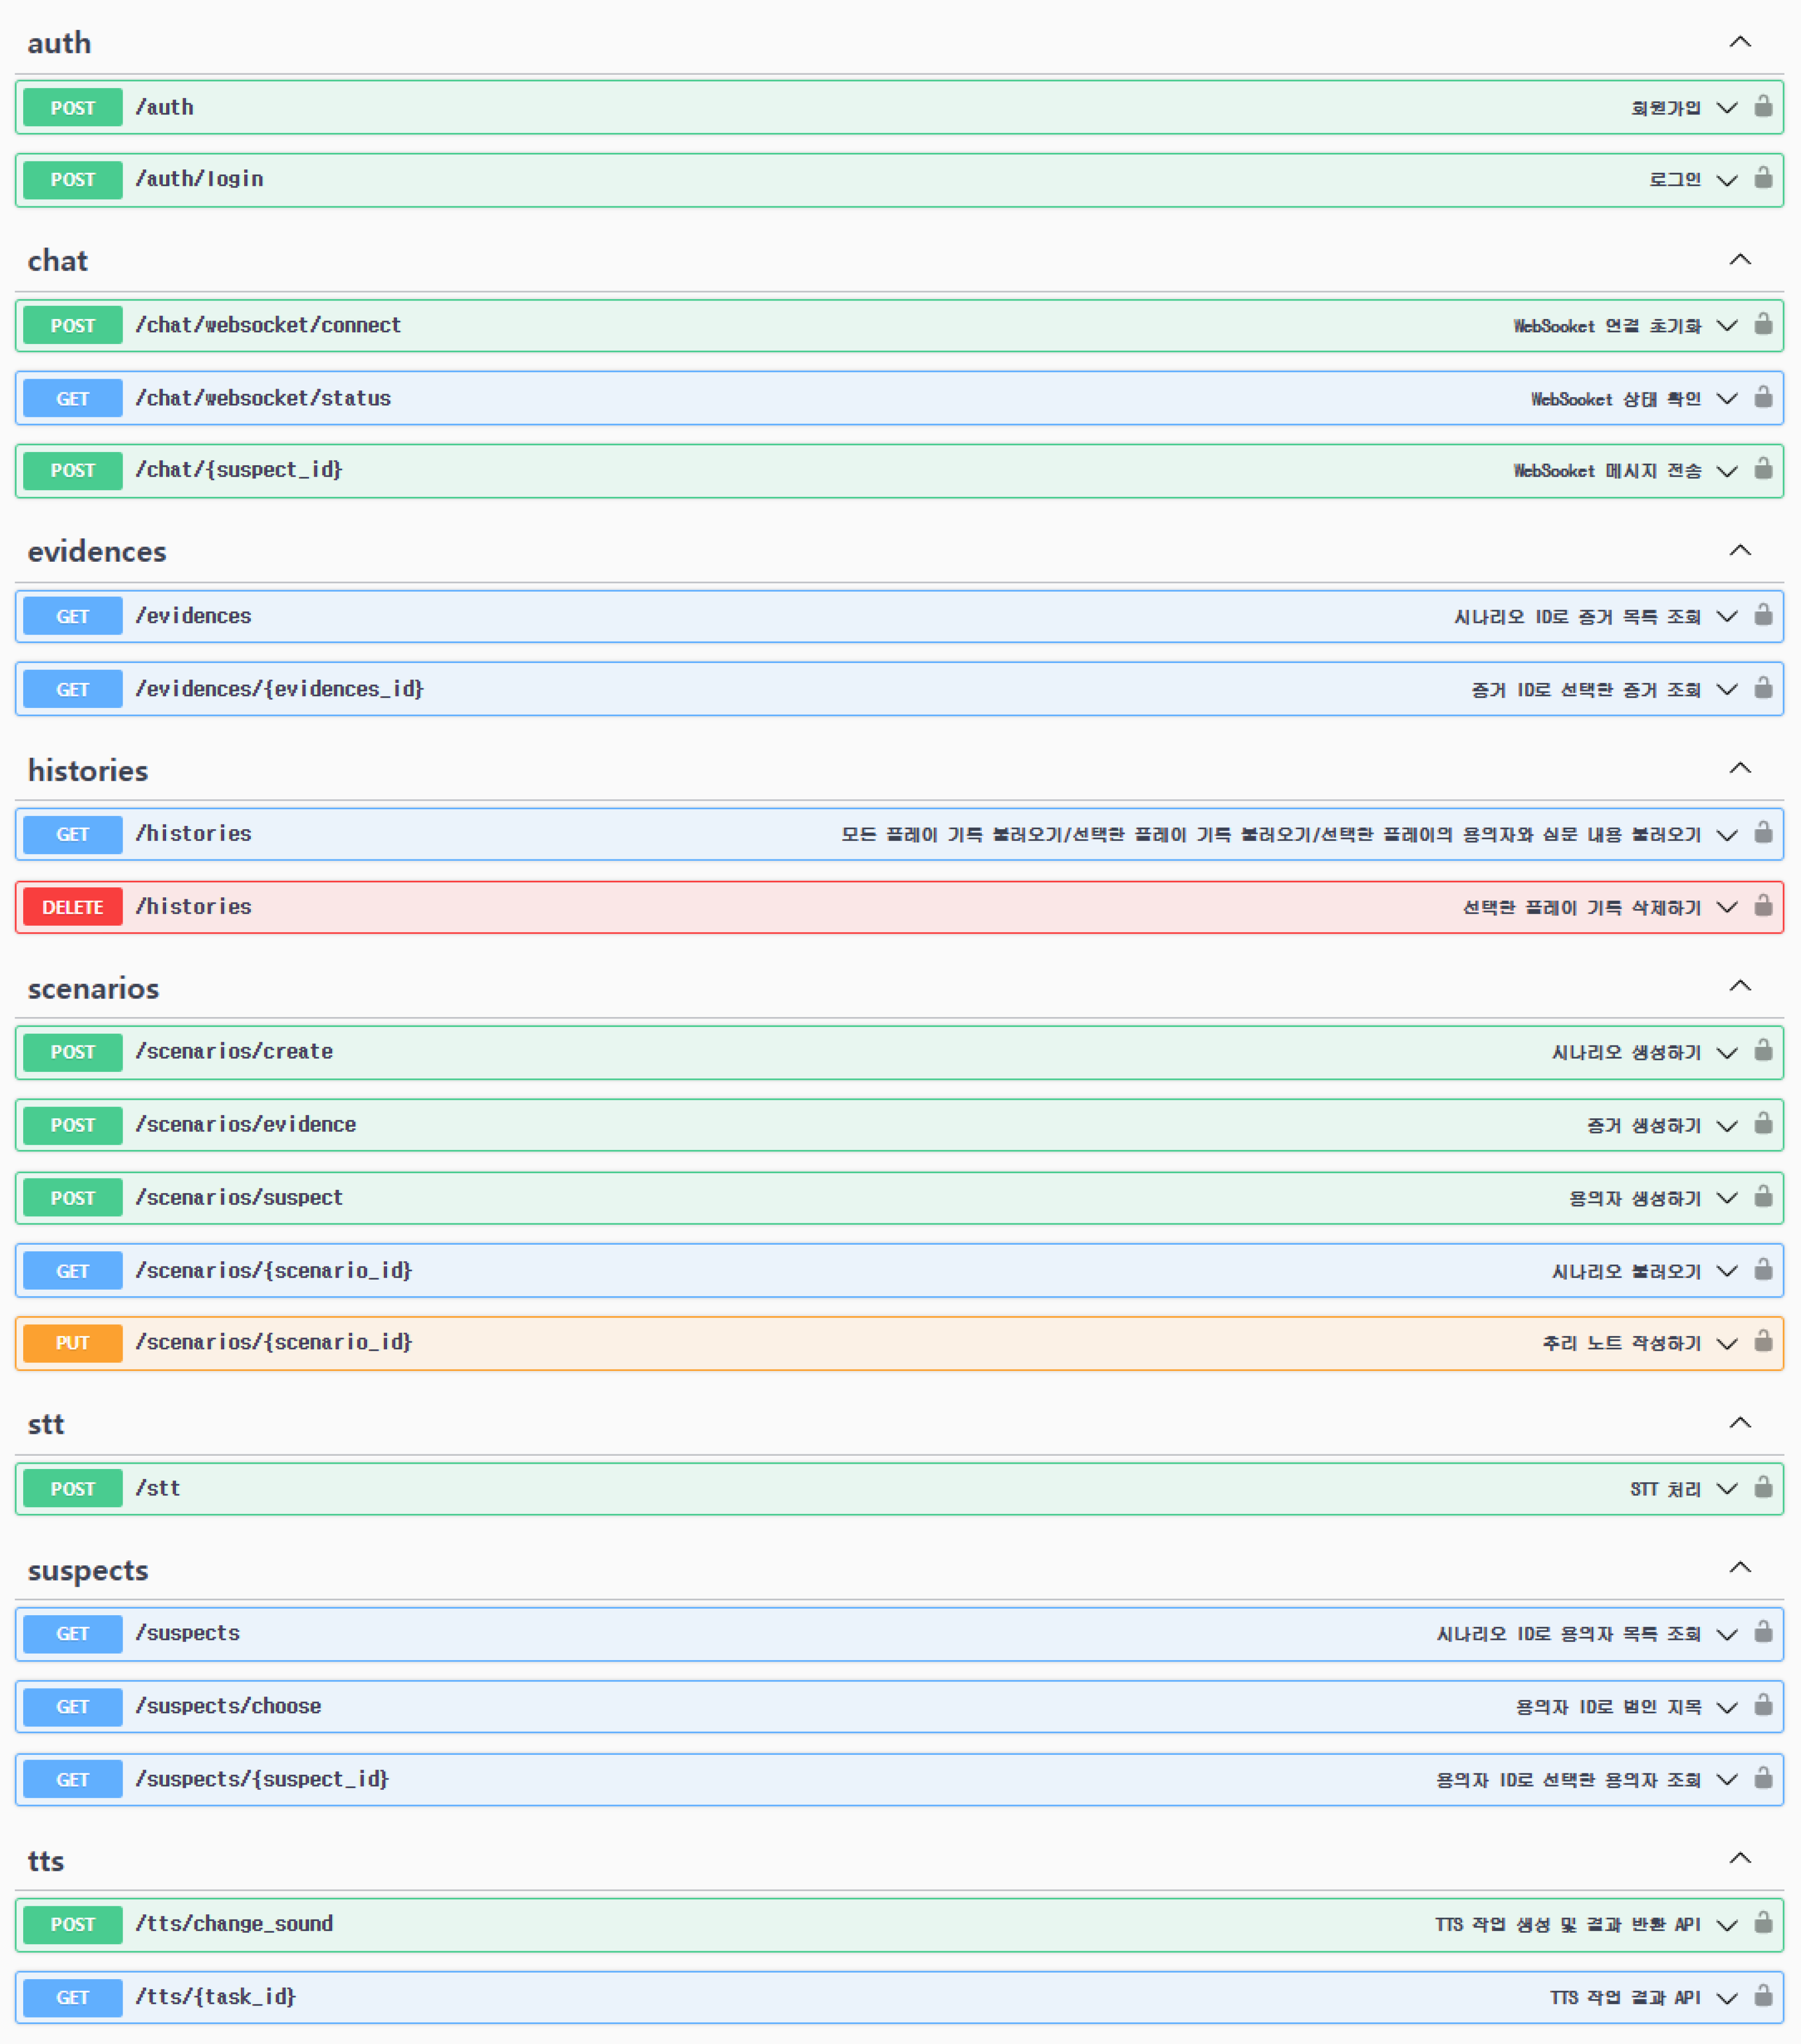 auth
POST /auth 회원가입
POST /auth/login 로그인
chat
POST /chat/websocket/connect WebSocket 연결 초기화
GET /chat/websocket/status WebSocket 상태 확인
POST /chat/{suspect_id} WebSocket 메시지 전송
evidences
GET /evidences 시나리오 ID로 증거 목록 조회
GET /evidences/{evidences_id} 증거 ID로 선택한 증거 조회
histories
GET /histories 모든 플레이 기록 불러오기/선택한 플레이 기록 불러오기/선택한 플레이의 용의자와 심문 내용 불러오기
DELETE /histories 선택한 플레이 기록 삭제하기
scenarios
POST /scenarios/create 시나리오 생성하기
POST /scenarios/evidence 증거 생성하기
POST /scenarios/suspect 용의자 생성하기
GET /scenarios/{scenario_id} 시나리오 불러오기
PUT /scenarios/{scenario_id} 추리 노트 작성하기
stt
POST /stt STT 처리
suspects
GET /suspects 시나리오 ID로 용의자 목록 조회
GET /suspects/choose 용의자 ID로 범인 지목
GET /suspects/{suspect_id} 용의자 ID로 선택한 용의자 조회
tts
POST /tts/change_sound TTS 작업 생성 및 결과 반환 API
GET /tts/{task_id} TTS 작업 결과 API